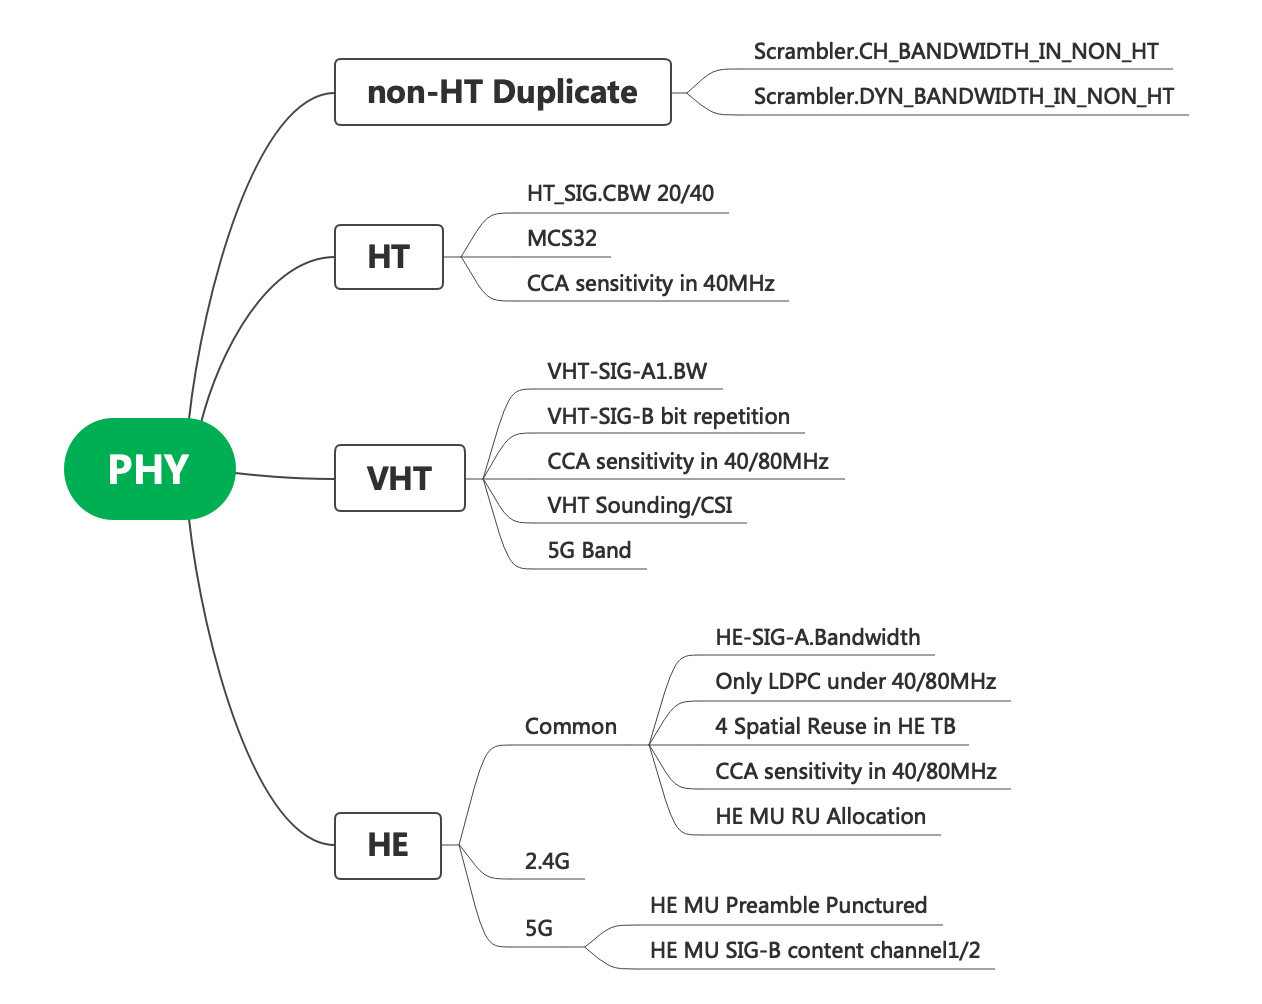 PHY
non-HT Duplicate
Scrambler.CH_BANDWIDTH_IN_NON_HT
Scrambler.DYN_BANDWIDTH_IN_NON_HT
HT
HT_SIG.CBW 20/40
MCS32
CCA sensitivity in 40MHz
VHT
VHT-SIG-A1.BW
VHT-SIG-B bit repetition
CCA sensitivity in 40/80MHz
VHT Sounding/CSI
5G Band
HE
Common
HE-SIG-A.Bandwidth
Only LDPC under 40/80MHz
4 Spatial Reuse in HE TB
CCA sensitivity in 40/80MHz
HE MU RU Allocation
2.4G
5G
HE MU Preamble Punctured
HE MU SIG-B content channel1/2